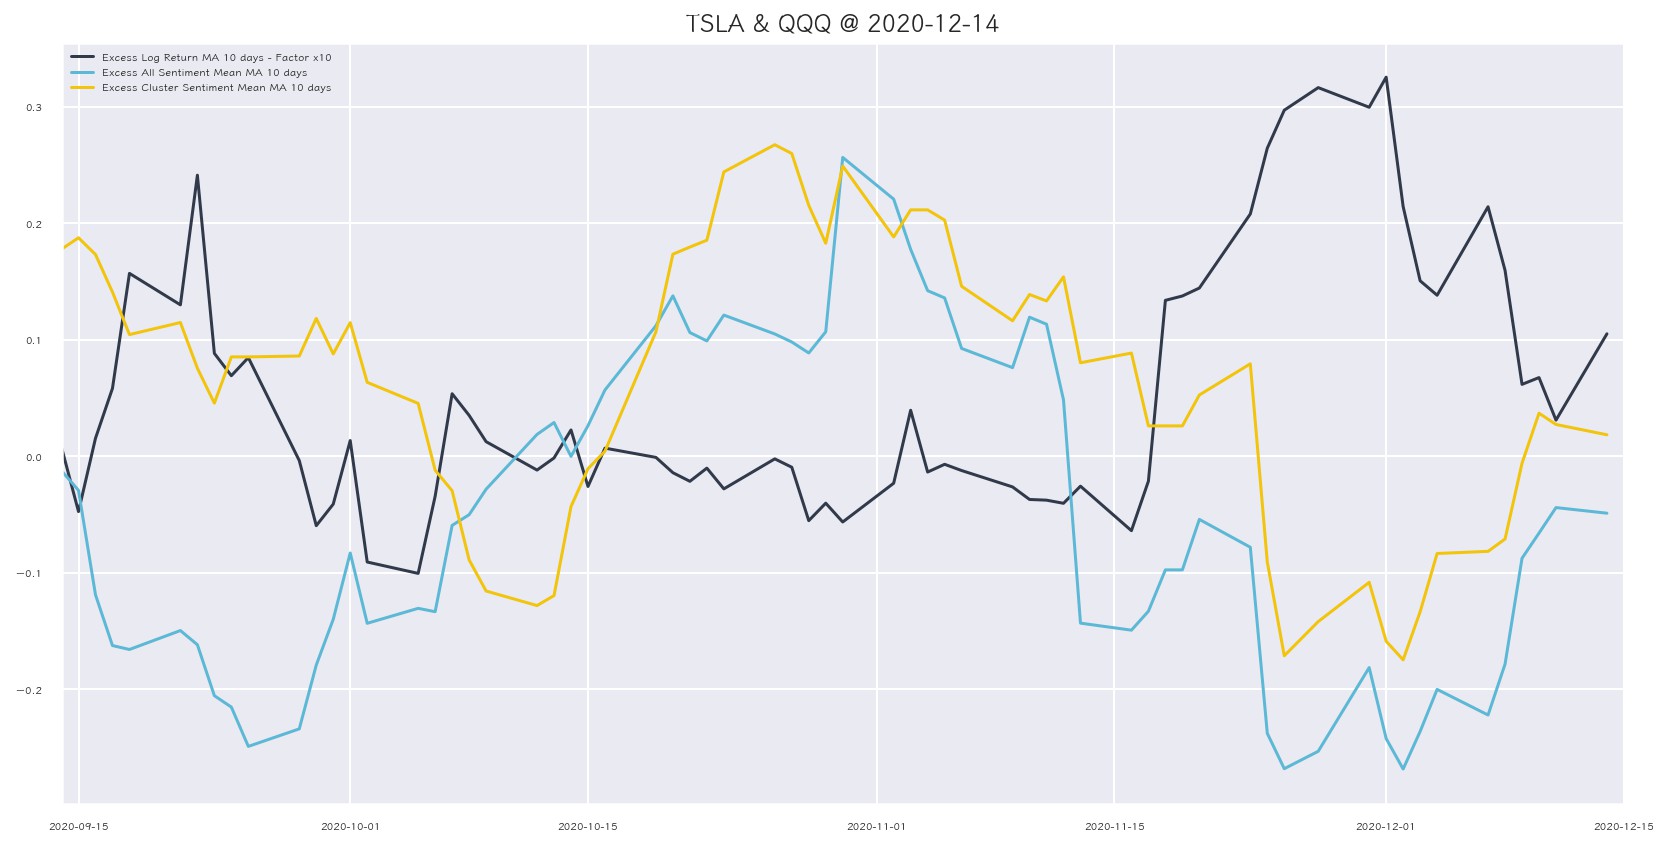 TSLA & QQQ @ 2020-12-14
Excess Log Return MA 10 days - Factor x10
Excess All Sentiment Mean MA 10 days
Excess Cluster Sentiment Mean MA 10 days
0.3
0.2
0.1
0.0
−0.1
−0.2
2020-09-15 2020-10-01 2020-10-15 2020-11-01 2020-11-15 2020-12-01 2020-12-15